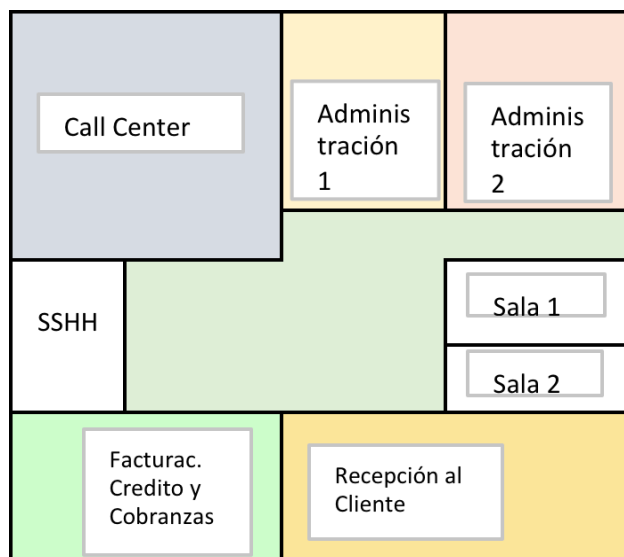 Call Center
Adminis
tración
1
Adminis
tración
2
SSHH
Sala 1
Sala 2
Facturac.
Credito y
Cobranzas
Recepción al
Cliente